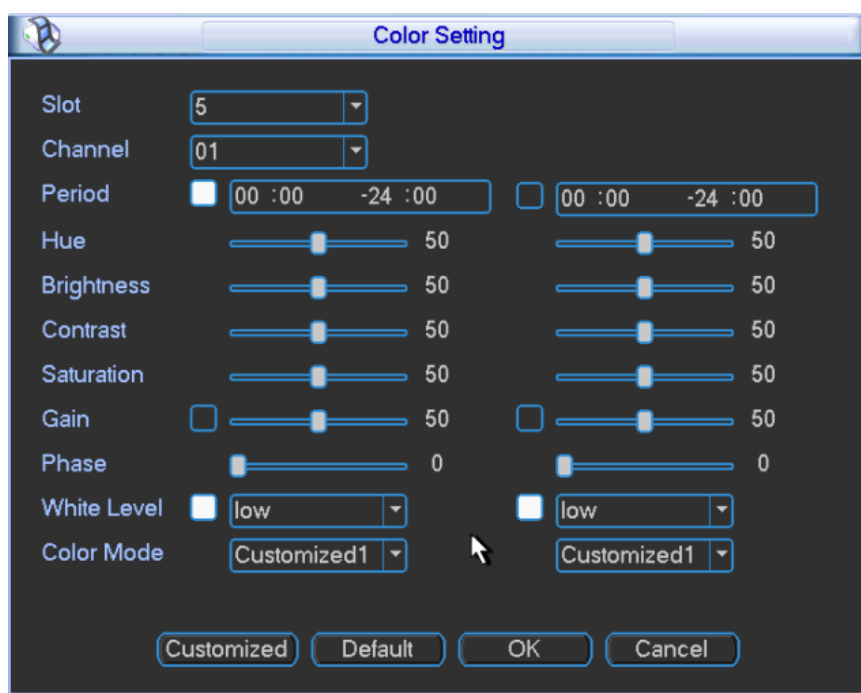 Color Setting
Slot 5
Channel 01
Period 00 :00 -24 :00 00 :00 -24 :00
Hue 50 50
Brightness 50 50
Contrast 50 50
Saturation 50 50
Gain 50 50
Phase 0 0
White Level low low
Color Mode Customized1 Customized1
Customized Default OK Cancel